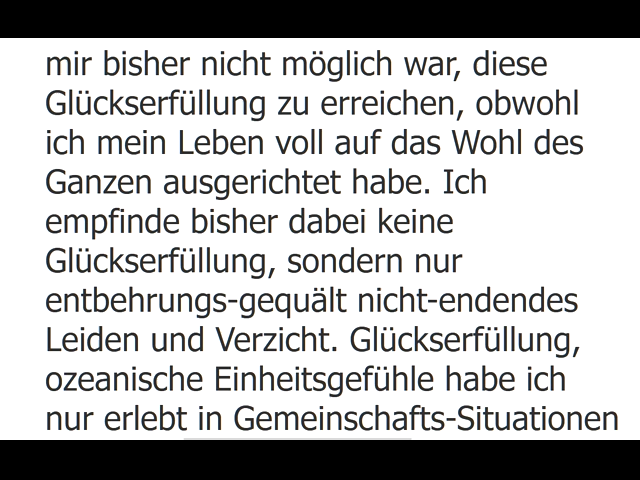 mir bisher nicht möglich war, diese
Glückserfüllung zu erreichen, obwohl
ich mein Leben voll auf das Wohl des
Ganzen ausgerichtet habe. Ich
empfinde bisher dabei keine
Glückserfüllung, sondern nur
entbehrungs-gequält nicht-endendes
Leiden und Verzicht. Glückserfüllung,
ozeanische Einheitsgefühle habe ich
nur erlebt in Gemeinschafts-Situationen